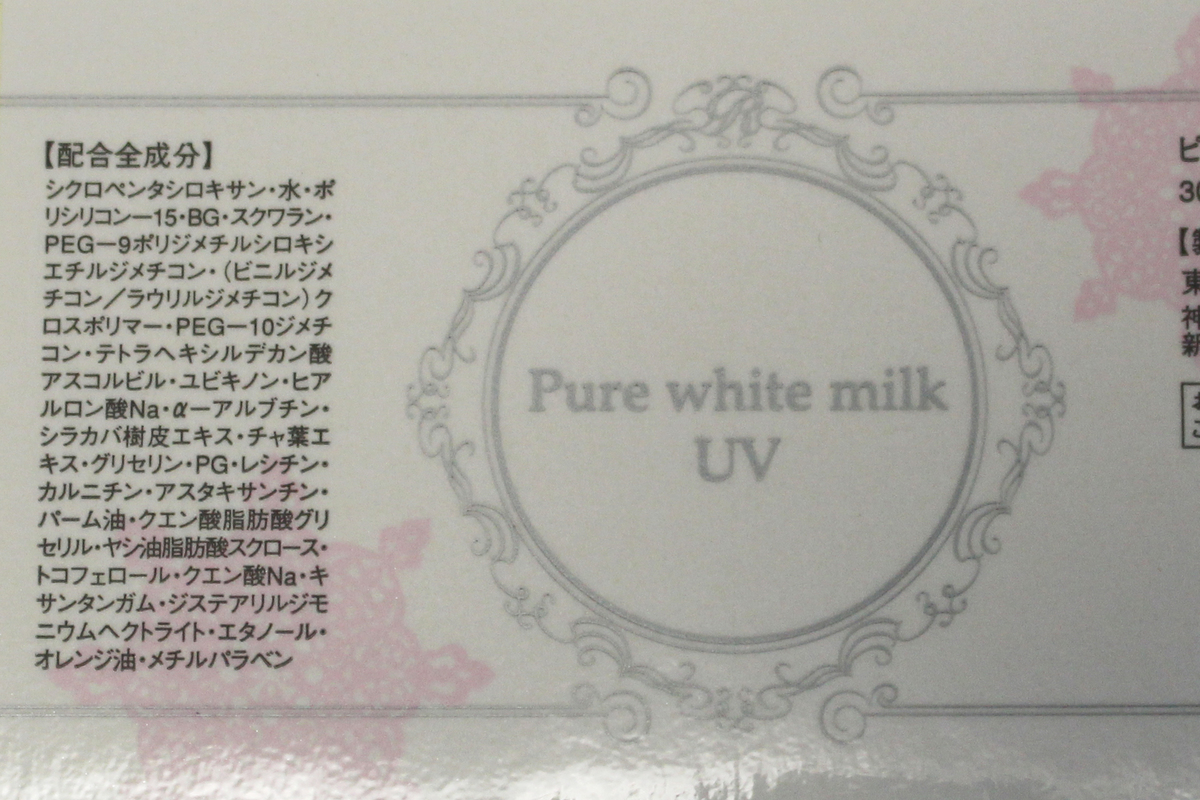 【配合全成分】
シクロペンタシロキサン・水・ポ
リシリコン―15・BG・スクワラン・
PEG―9ポリジメチルシロキシ
エチルジメチコン・（ビニルジメ
チコン／ラウリルジメチコン）ク
ロスポリマー・PEG―10ジメチ
コン・テトラヘキシルデカン酸
アスコルビル・ユビキノン・ヒア
ルロン酸Na・α―アルブチン・
シラカバ樹皮エキス・チャ葉エ
キス・グリセリン・PG・レシチン・
カルニチン・アスタキサンチン・
パーム油・クエン酸脂肪酸グリ
セリル・ヤシ油脂肪酸スクロース・
トコフェロール・クエン酸Na・キ
サンタンガム・ジステアリルジモ
ニウムヘクトライト・エタノール・
オレンジ油・メチルパラベン
Pure white milk
UV
ピ
30
【製
東
神
新